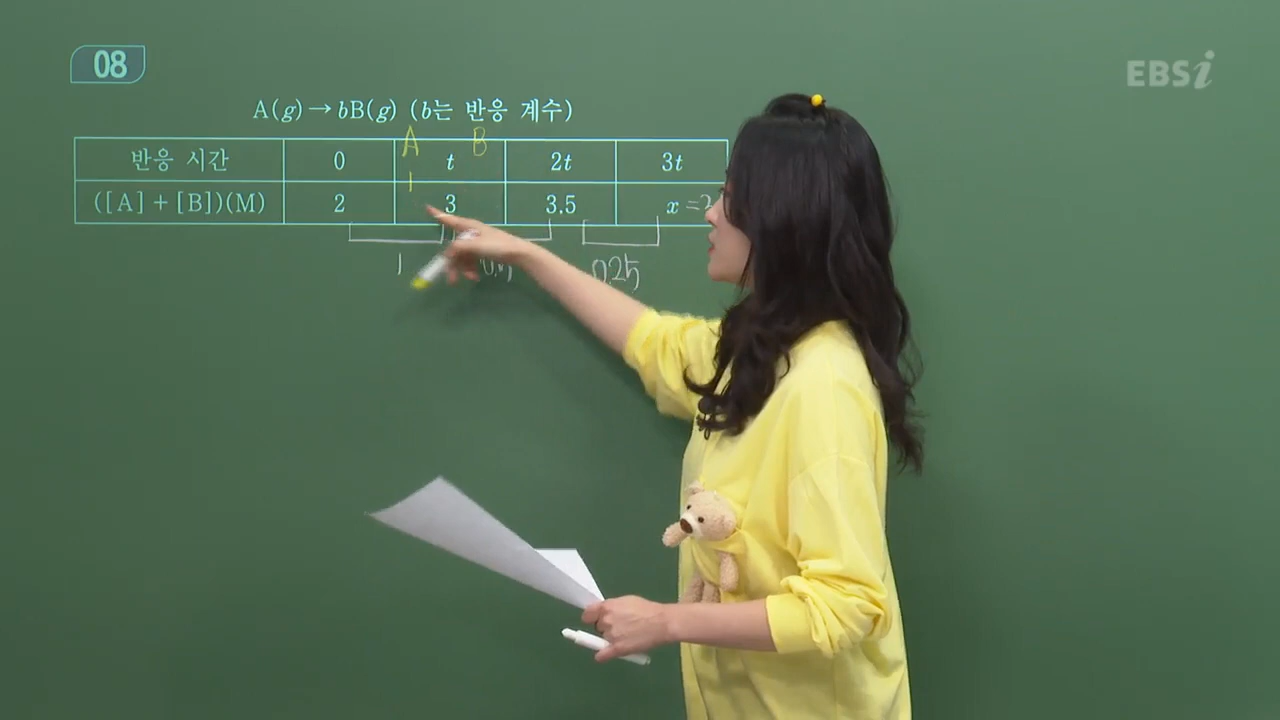 08
EBSi
A(g) → bB(g) (b는 반응 계수)
A B
반응 시간 0 t 2t 3t
1
([A] + [B])(M) 2 3 3.5 x =
1 0.25